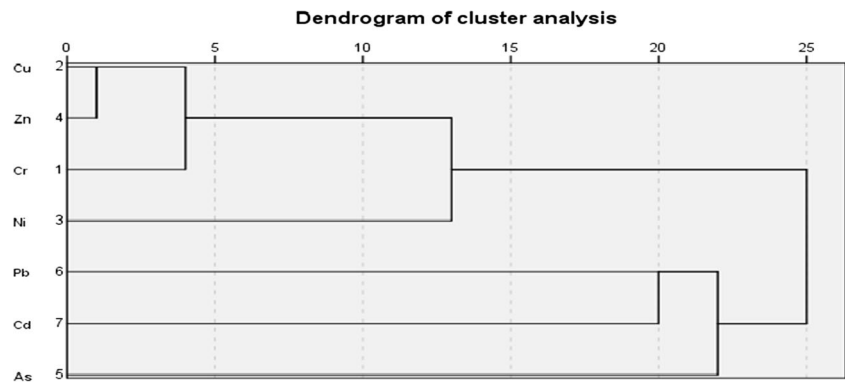 Dendrogram of cluster analysis
0 5 10 15 20 25
Cu 2
Zn 4
Cr 1
Ni 3
Pb 6
Cd 7
As 5